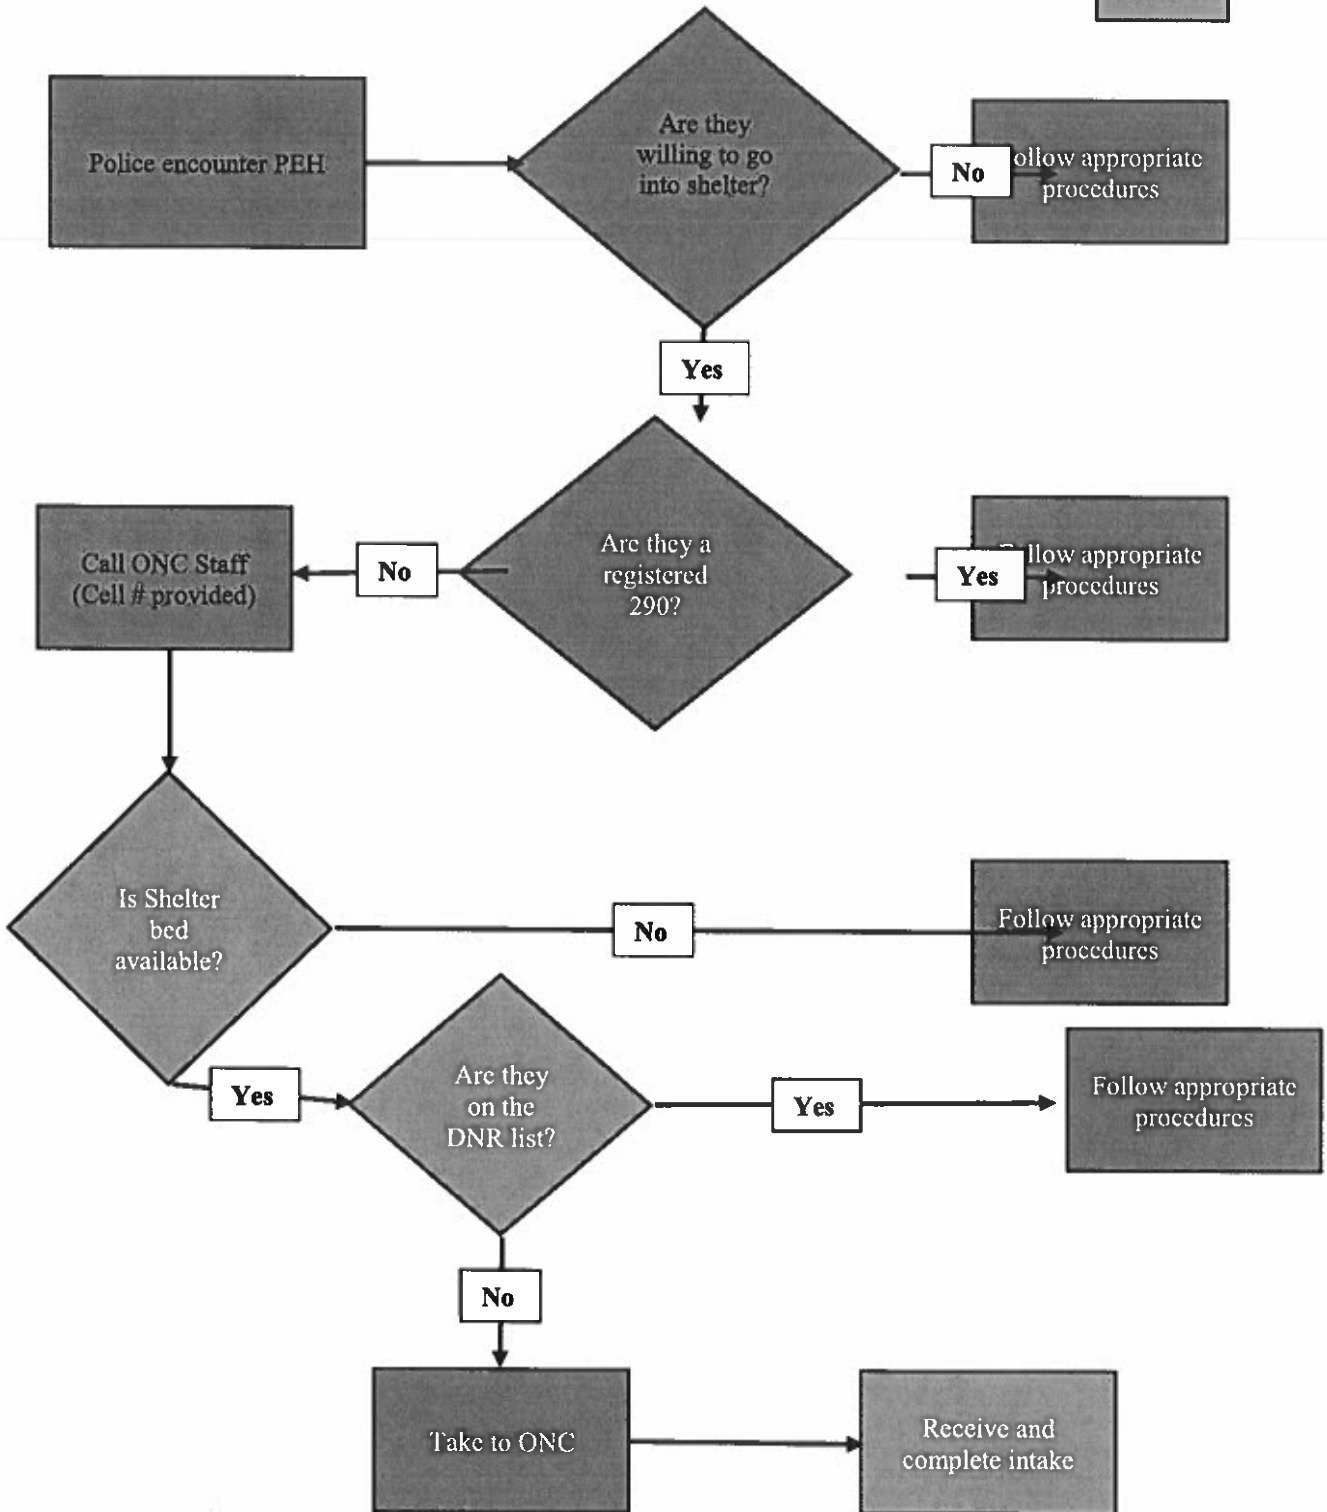 Police encounter PEH
Are they
willing to go
into shelter?
No
ollow appropriate
procedures
Yes
Call ONC Staff
(Cell # provided)
No
Are they a
registered
290?
Yes
ollow appropriate
procedures
Is Shelter
bed
available?
No
Follow appropriate
procedures
Yes
Are they
on the
DNR list?
Yes
Follow appropriate
procedures
No
Take to ONC
Receive and
complete intake